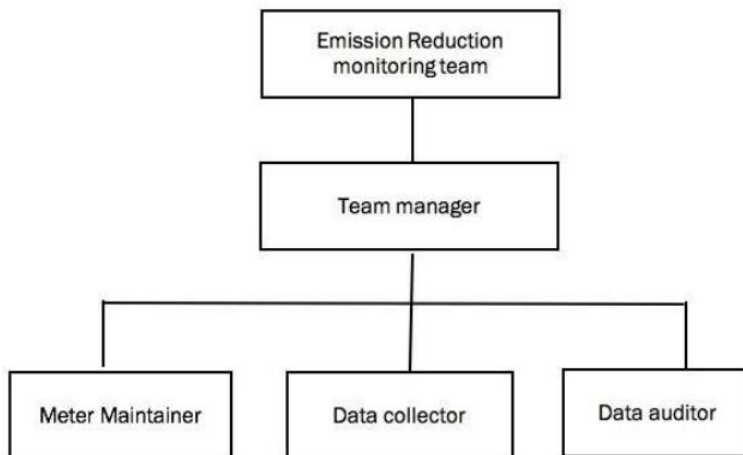 Emission Reduction
monitoring team
Team manager
Meter Maintainer
Data collector
Data auditor